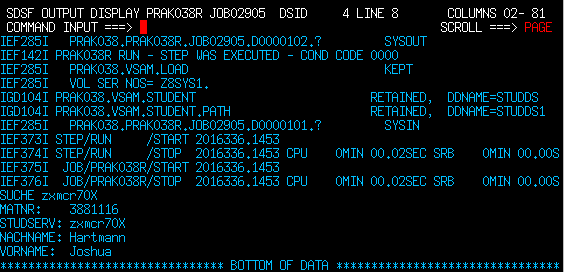 SDSF OUTPUT DISPLAY PRAK038R JOB02905  DSID     4 LINE 8       COLUMNS 02- 81
COMMAND INPUT ===>                                            SCROLL ===> PAGE
IEF285I   PRAK038.PRAK038R.JOB02905.D0000102.?         SYSOUT
IEF142I PRAK038R RUN - STEP WAS EXECUTED - COND CODE 0000
IEF285I   PRAK038.VSAM.LOAD                            KEPT
IEF285I   VOL SER NOS= Z8SYS1.
IGD104I PRAK038.VSAM.STUDENT                         RETAINED,  DDNAME=STUDDS
IGD104I PRAK038.VSAM.STUDENT.PATH                    RETAINED,  DDNAME=STUDDS1
IEF285I   PRAK038.PRAK038R.JOB02905.D0000101.?         SYSIN
IEF373I STEP/RUN     /START 2016336.1453
IEF374I STEP/RUN     /STOP  2016336.1453 CPU    0MIN 00.02SEC SRB    0MIN 00.00S
IEF375I  JOB/PRAK038R/START 2016336.1453
IEF376I  JOB/PRAK038R/STOP  2016336.1453 CPU    0MIN 00.02SEC SRB    0MIN 00.00S
SUCHE zxmcr70X
MATNR:    3881116
STUDSERV: zxmcr70X
NACHNAME: Hartmann
VORNAME:  Joshua
******************************** BOTTOM OF DATA ********************************